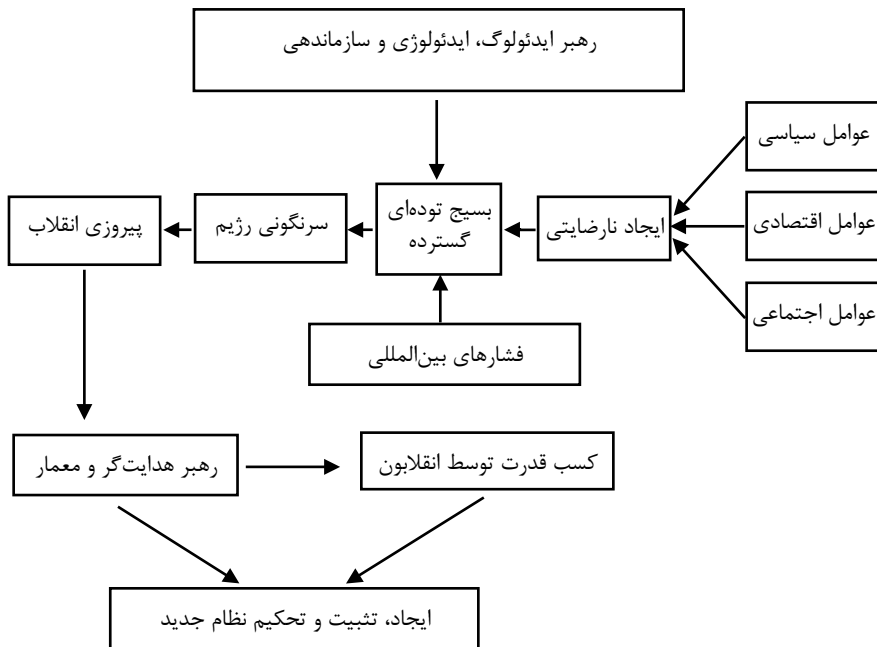 رهبر ایدئولوگ، ایدئولوژی و سازماندهی
عوامل سیاسی
عوامل اقتصادی
عوامل اجتماعی
ایجاد نارضایتی
بسیج توده‌ای
گسترده
سرنگونی رژیم
پیروزی انقلاب
فشارهای بین‌المللی
رهبر هدایت‌گر و معمار
کسب قدرت توسط انقلابون
ایجاد، تثبیت و تحکیم نظام جدید